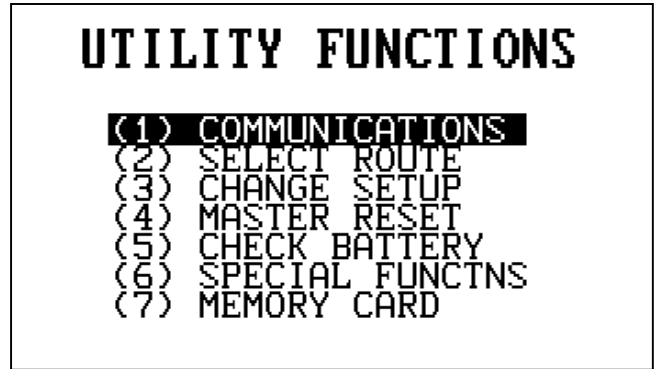 UTILITY FUNCTIONS
(1) COMMUNICATIONS
(2) SELECT ROUTE
(3) CHANGE SETUP
(4) MASTER RESET
(5) CHECK BATTERY
(6) SPECIAL FUNCTNS
(7) MEMORY CARD